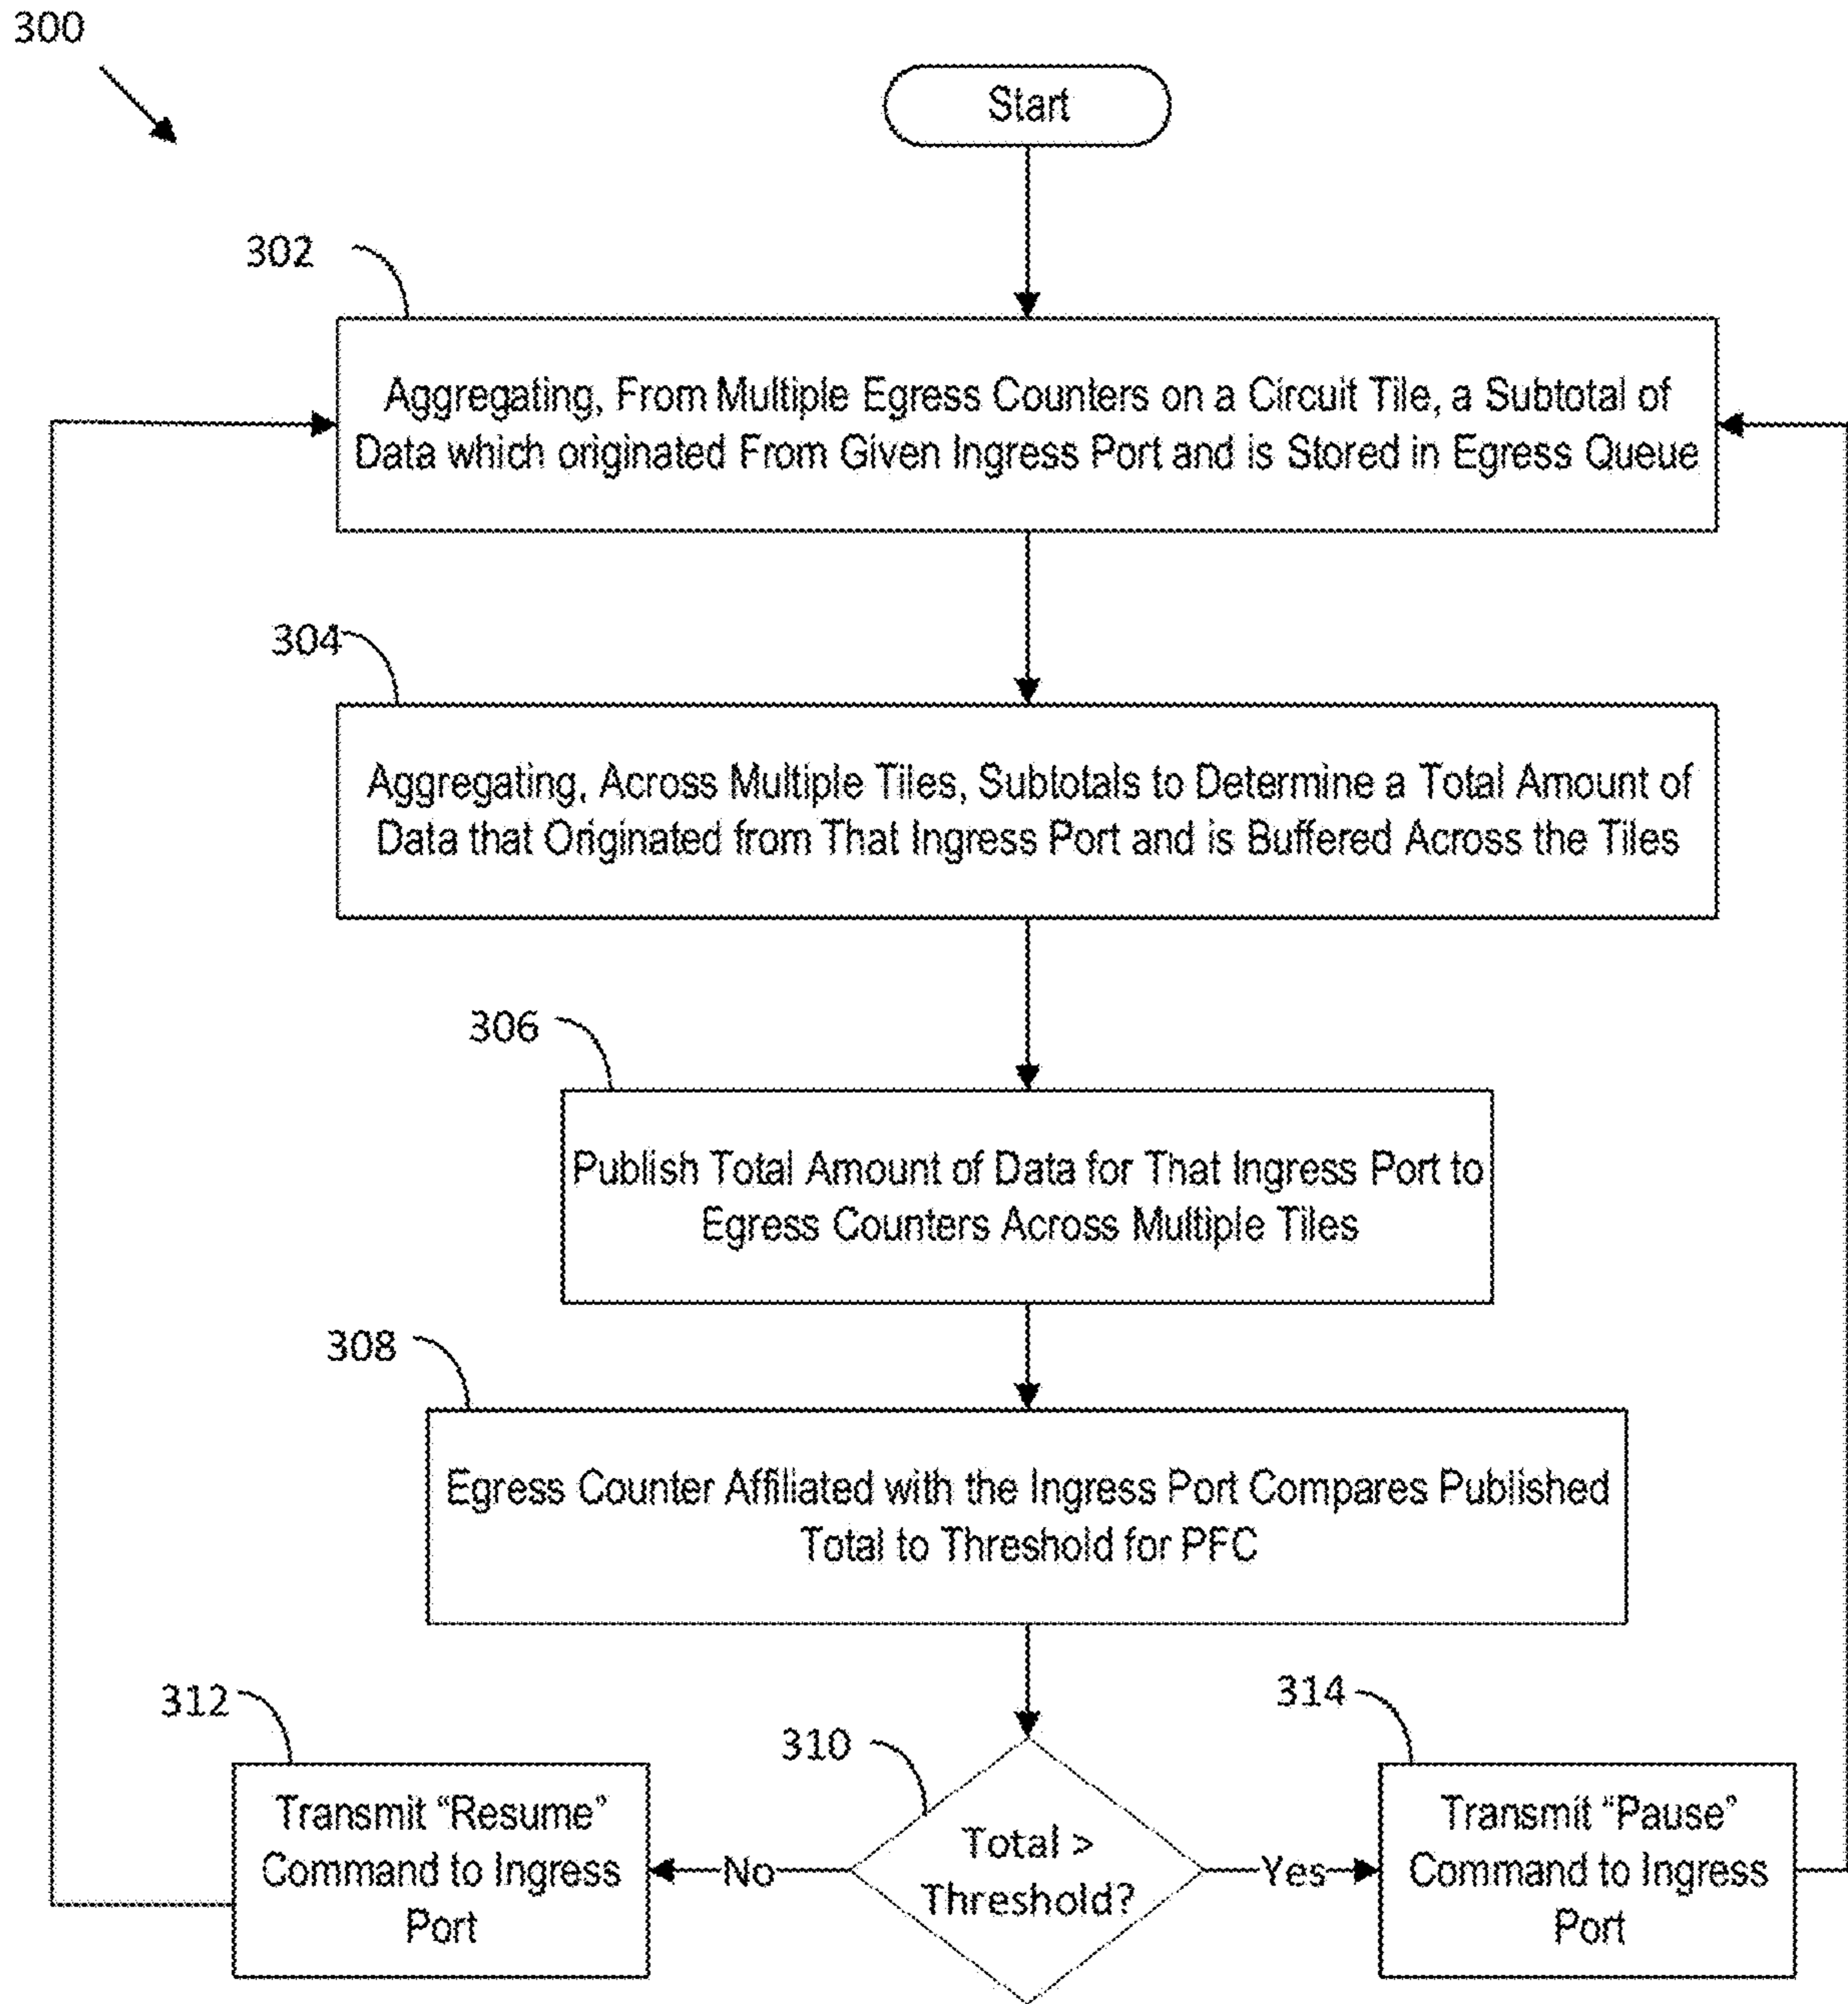 300
Start
302
Aggregating, From Multiple Egress Counters on a Circuit Tile, a Subtotal of
Data which originated From Given Ingress Port and is Stored in Egress Queue
304
Aggregating, Across Multiple Tiles, Subtotals to Determine a Total Amount of
Data that Originated from That Ingress Port and is Buffered Across the Tiles
306
Publish Total Amount of Data for That Ingress Port to
Egress Counters Across Multiple Tiles
308
Egress Counter Affiliated with the Ingress Port Compares Published
Total to Threshold for PFC
312
Transmit “Resume”
Command to Ingress
Port
No
310
Total >
Threshold?
Yes
314
Transmit “Pause”
Command to Ingress
Port